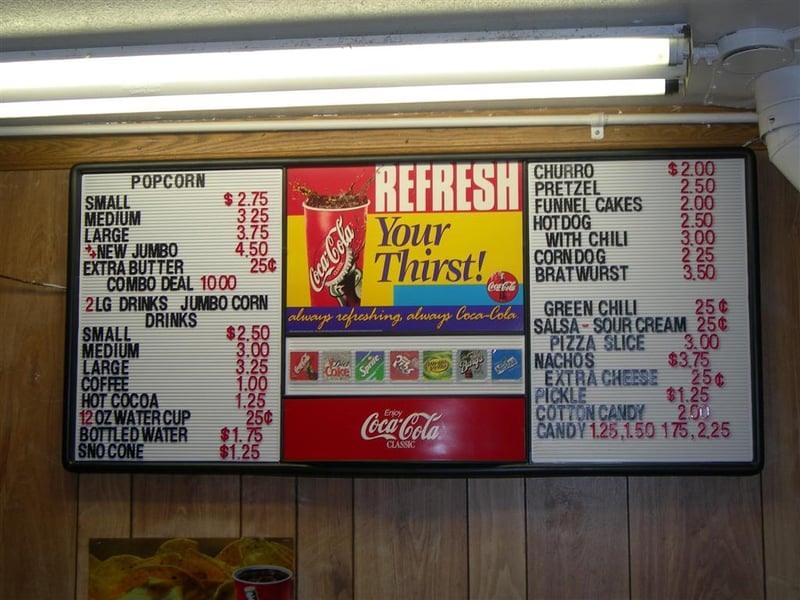 POPCORN
SMALL $2.75
MEDIUM 3 25
LARGE 3.75
NEW JUMBO 4,50
EXTRA BUTTER 25¢
COMBO DEAL 10 00
2 LG DRINKS JUMBO CORN
DRINKS
SMALL $2,50
MEDIUM 3,00
LARGE 3.25
COFFEE 1.00
HOT COCOA 1.25
12 OZ WATER CUP 25¢
BOTTLED WATER $1.75
SNO CONE $1.25
REFRESH
Your
Thirst!
Coca-Cola
Coca-Cola
always refreshing, always Coca-Cola
Diet Coke
Sprite
Enjoy
Coca-Cola
CLASSIC
CHURRO $2.00
PRETZEL 2.50
FUNNEL CAKES 2.00
HOTDOG 2.50
WITH CHILI 3.00
CORNDOG 2 25
BRATWURST 3,50
GREEN CHILI 25¢
SALSA - SOUR CREAM 25¢
PIZZA SLICE 3.00
NACHOS $3.75
EXTRA CHEESE 25¢
PICKLE $1.25
COTTON CANDY 2.00
CANDY 1.25,1.50 1 75,2,25